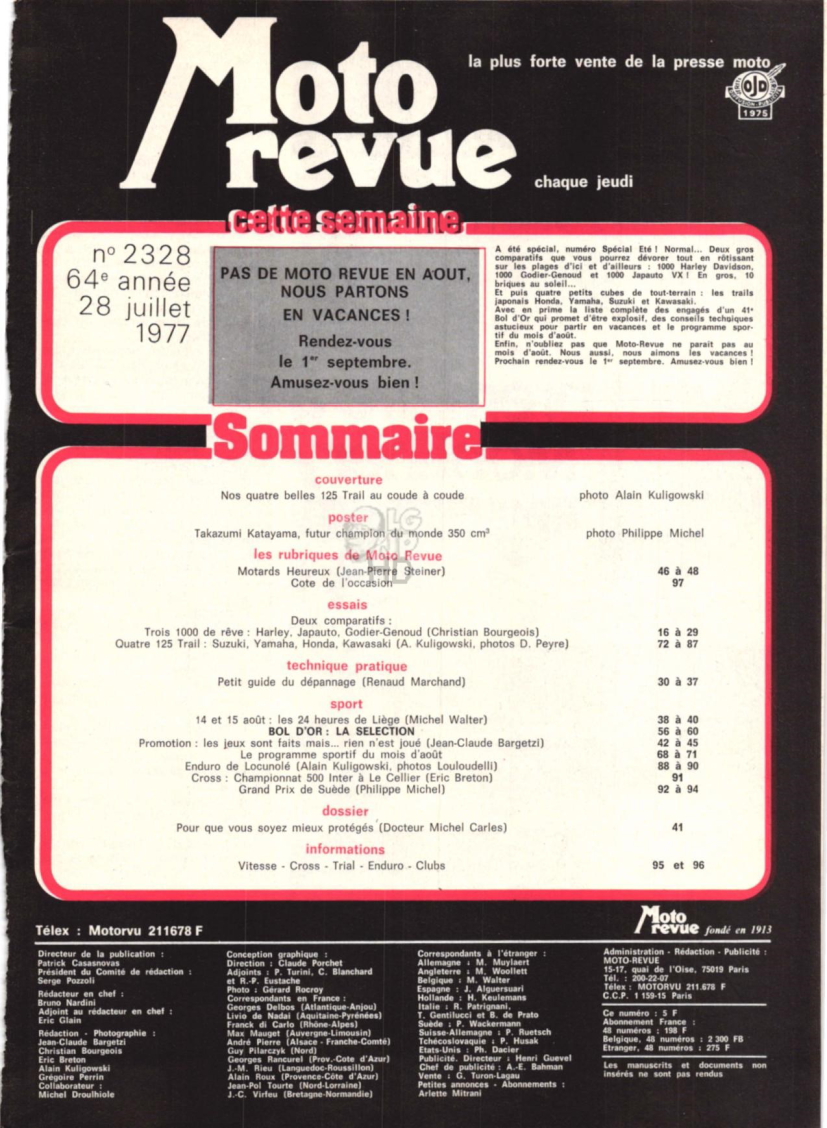 la plus forte vente de la presse moto
Moto
revue
OJD
1975
chaque jeudi
cette semaine
n° 2328
64e année
28 juillet
1977
PAS DE MOTO REVUE EN AOUT,
NOUS PARTONS
EN VACANCES !
Rendez-vous
le 1er septembre.
Amusez-vous bien !
A été spécial, numéro Spécial Eté ! Normal... Deux gros
comparatifs que vous pourrez dévorer tout en rôtissant
sur les plages d'ici et d'ailleurs : 1000 Harley Davidson,
1000 Godier-Genoud et 1000 Japauto VX ! En gros, 10
briques au soleil...
Et puis quatre petits cubes de tout-terrain : les trails
japonais Honda, Yamaha, Suzuki et Kawasaki.
Avec en prime la liste complète des engagés d'un 41e
Bol d'Or qui promet d'être explosif, des conseils techqiques
astucieux pour partir en vacances et le programme spor-
tif du mois d'août.
Enfin, n'oubliez pas que Moto-Revue ne parait pas au
mois d'août. Nous aussi, nous aimons les vacances !
Prochain rendez-vous le 1er septembre. Amusez-vous bien !
Sommaire
couverture
Nos quatre belles 125 Trail au coude à coude photo Alain Kuligowski
poster
Takazumi Katayama, futur champion du monde 350 cm3 photo Philippe Michel
les rubriques de Moto Revue
Motards Heureux (Jean-Pierre Steiner) 46 à 48
Cote de l'occasion 97
essais
Deux comparatifs :
Trois 1000 de rêve : Harley, Japauto, Godier-Genoud (Christian Bourgeois) 16 à 29
Quatre 125 Trail : Suzuki, Yamaha, Honda, Kawasaki (A. Kuligowski, photos D. Peyre) 72 à 87
technique pratique
Petit guide du dépannage (Renaud Marchand) 30 à 37
sport
14 et 15 août : les 24 heures de Liège (Michel Walter) 38 à 40
BOL D'OR : LA SELECTION 56 à 60
Promotion : les jeux sont faits mais... rien n'est joué (Jean-Claude Bargetzi) 42 à 45
Le programme sportif du mois d'août 68 à 71
Enduro de Locunolé (Alain Kuligowski, photos Louloudelli) 88 à 90
Cross : Championnat 500 Inter à Le Cellier (Eric Breton) 91
Grand Prix de Suède (Philippe Michel) 92 à 94
dossier
Pour que vous soyez mieux protégés (Docteur Michel Carles) 41
informations
Vitesse - Cross - Trial - Enduro - Clubs 95 et 96
Télex : Motorvu 211678 F
Moto
revue fondé en 1913
Directeur de la publication :
Patrick Casasnovas
Président du Comité de rédaction :
Serge Pozzoli
Rédacteur en chef :
Bruno Nardini
Adjoint au rédacteur en chef :
Eric Glain
Rédaction - Photographie :
Jean-Claude Bargetzi
Christian Bourgeois
Eric Breton
Alain Kuligowski
Grégoire Perrin
Collaborateur :
Michel Droulhiole
Conception graphique :
Direction : Claude Porchet
Adjoints : P. Turini, C. Blanchard
et R.-P. Eustache
Photo : Gérard Rocroy
Correspondants en France :
Georges Delbos (Atlantique-Anjou)
Livio de Nadai (Aquitaine-Pyrénées)
Franck di Carlo (Rhône-Alpes)
Max Mauget (Auvergne-Limousin)
André Pierre (Alsace - Franche-Comté)
Guy Pilarczyk (Nord)
Georges Rancurel (Prov.-Cote d'Azur)
J.-M. Rieu (Languedoc-Roussillon)
Alain Roux (Provence-Côte d'Azur)
Jean-Pol Tourte (Nord-Lorraine)
J.-C. Virfeu (Bretagne-Normandie)
Correspondants à l'étranger :
Allemagne : M. Muylaert
Angleterre : M. Woollett
Belgique : M. Walter
Espagne : J. Alguersuari
Hollande : H. Keulemans
Italie : R. Patrignani,
T. Gentilucci et B. de Prato
Suède : P. Wackermann
Suisse-Allemagne : P. Ruetsch
Tchécoslovaquie : P. Husak
Etats-Unis : Ph. Dacier
Publicité. Directeur : Henri Guevel
Chef de publicité : A.-E. Bahman
Vente : G. Turon-Lagau
Petites annonces - Abonnements :
Arlette Mitrani
Administration - Rédaction - Publicité :
MOTO-REVUE
15-17, quai de l'Oise, 75019 Paris
Tél. : 200-22-07
Télex : MOTORVU 211.678 F
C.C.P. 1 159-15 Paris
Ce numéro : 5 F
Abonnement France :
48 numéros : 198 F
Belgique, 48 numéros : 2 300 FB
Etranger, 48 numéros : 275 F
Les manuscrits et documents non
insérés ne sont pas rendus